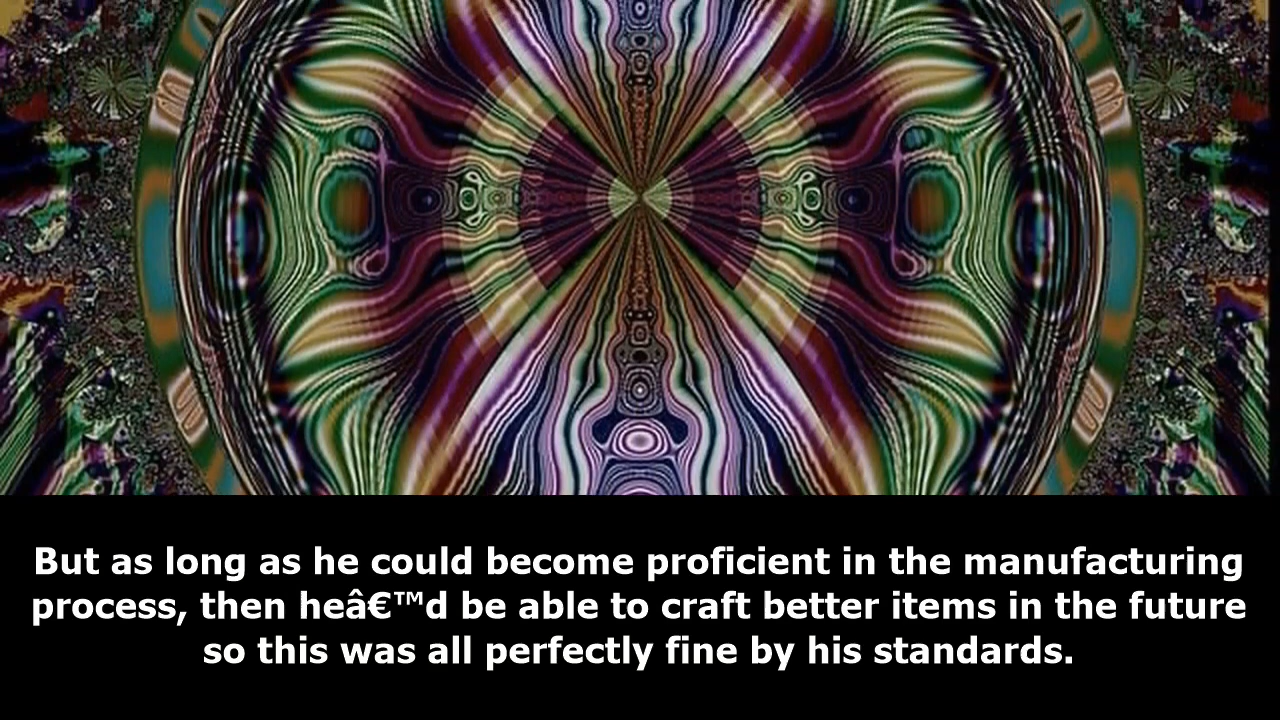 But as long as he could become proficient in the manufacturing
process, then heâ€™d be able to craft better items in the future
so this was all perfectly fine by his standards.